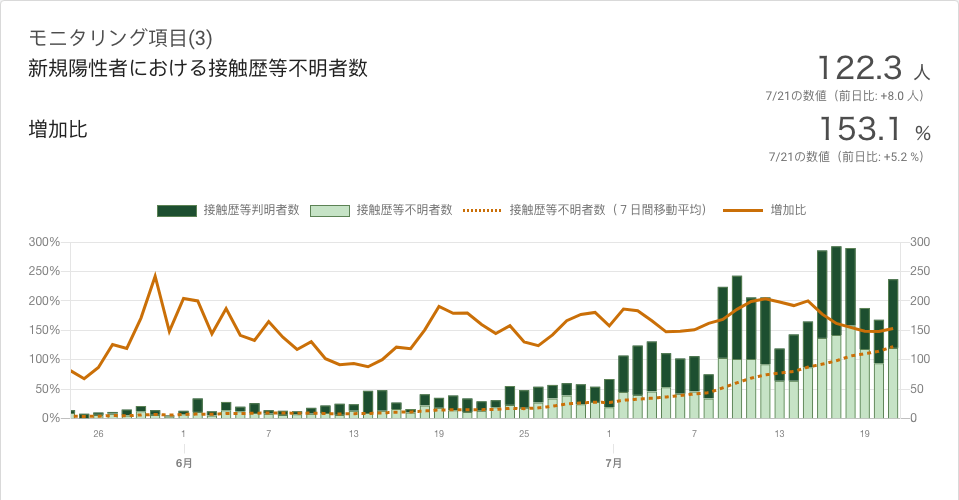 モニタリング項目(3)
新規陽性者における接触歴等不明者数
122.3 人
7/21の数値（前日比: +8.0 人）
増加比
153.1 %
7/21の数値（前日比: +5.2 %）
接触歴等判明者数 接触歴等不明者数 接触歴等不明者数（７日間移動平均） 増加比
300% 300
250% 250
200% 200
150% 150
100% 100
50% 50
0% 0
26 1 7 13 19 25 1 7 13 19
6月 7月